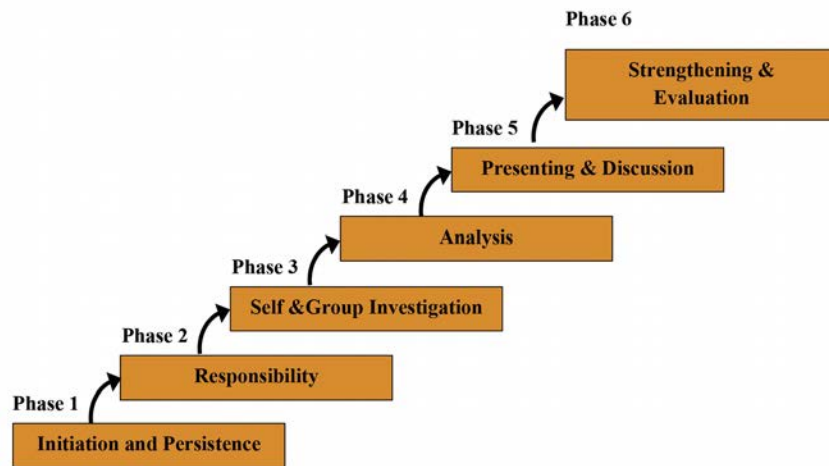 Phase 6
Strengthening &
Evaluation
Phase 5
Presenting & Discussion
Phase 4
Analysis
Phase 3
Self &Group Investigation
Phase 2
Responsibility
Phase 1
Initiation and Persistence